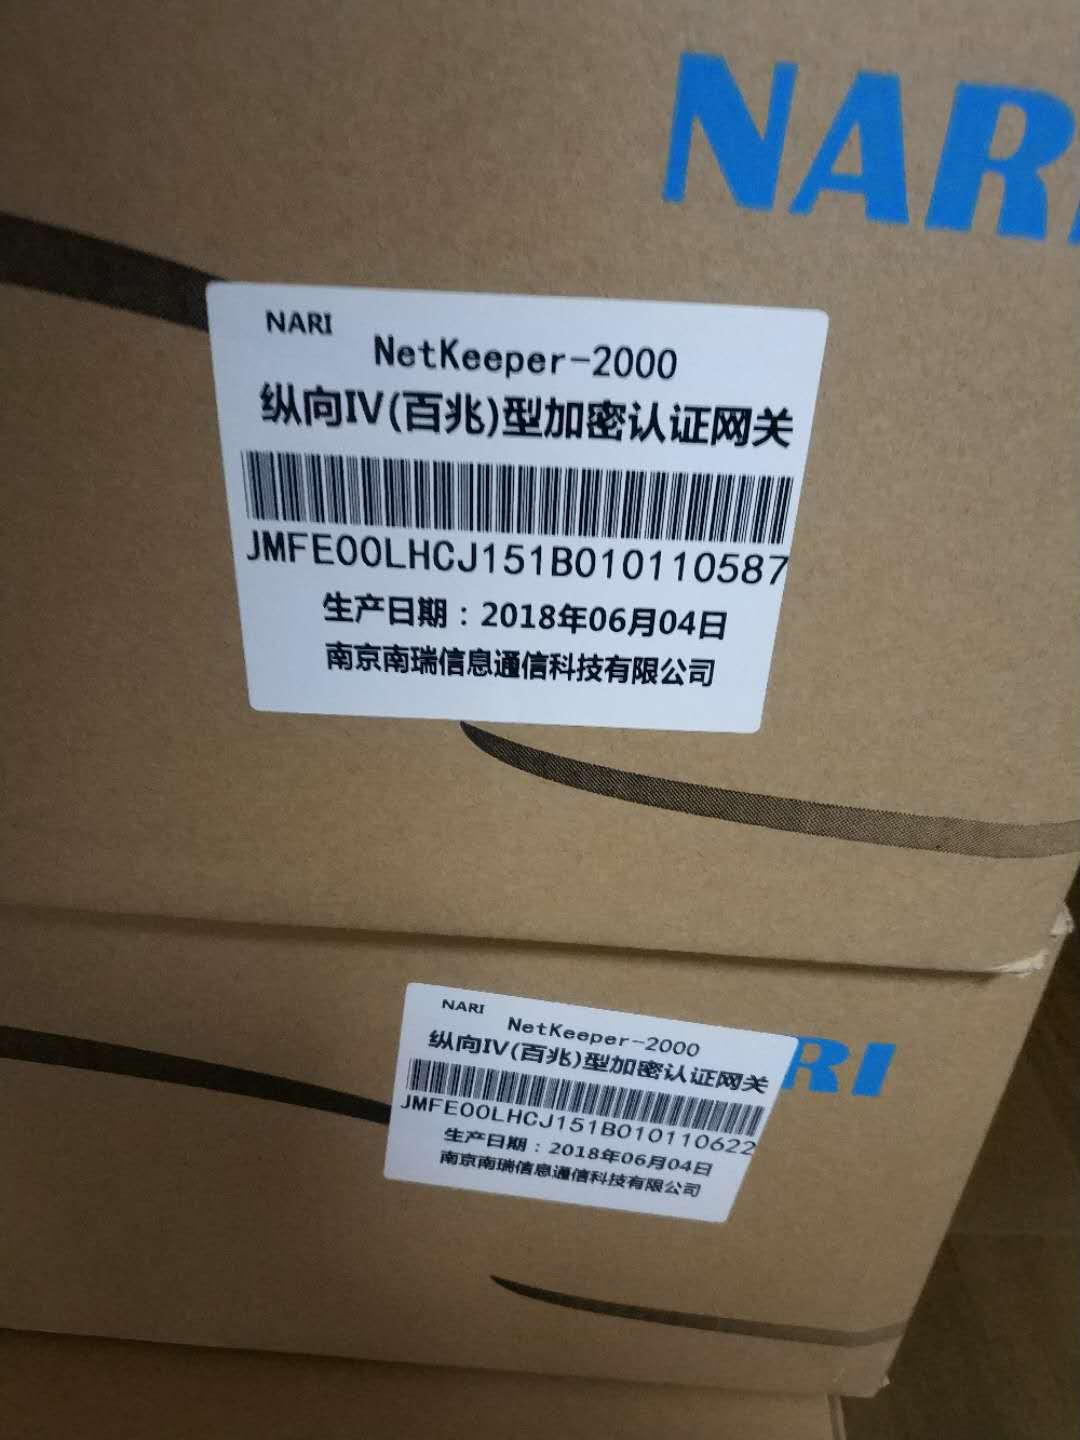 NARI
NARI
NetKeeper-2000
纵向IV(百兆)型加密认证网关
JMFE00LHCJ151B010110587
生产日期：2018年06月04日
南京南瑞信息通信科技有限公司
RI
NARI
NetKeeper-2000
纵向IV(百兆)型加密认证网关
JMFE00LHCJ151B010110622
生产日期：2018年06月04日
南京南瑞信息通信科技有限公司